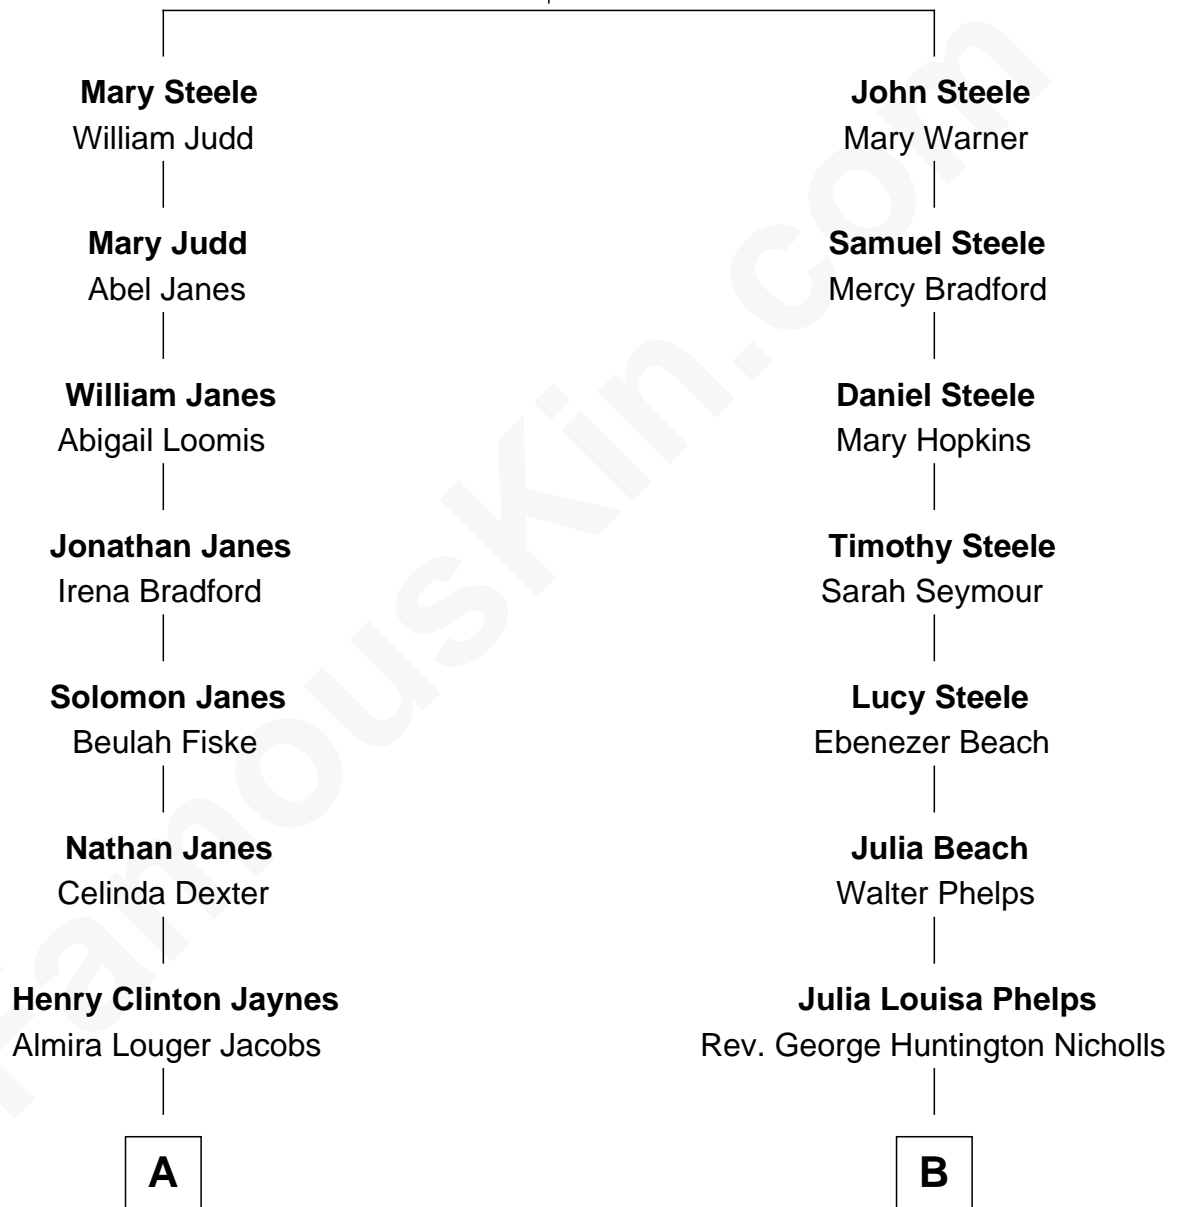 Mary Steele
William Judd
Mary Judd
Abel Janes
William Janes
Abigail Loomis
Jonathan Janes
Irena Bradford
Solomon Janes
Beulah Fiske
Nathan Janes
Celinda Dexter
Henry Clinton Jaynes
Almira Louger Jacobs
A
John Steele
Mary Warner
Samuel Steele
Mercy Bradford
Daniel Steele
Mary Hopkins
Timothy Steele
Sarah Seymour
Lucy Steele
Ebenezer Beach
Julia Beach
Walter Phelps
Julia Louisa Phelps
Rev. George Huntington Nicholls
B
FamousKin.com